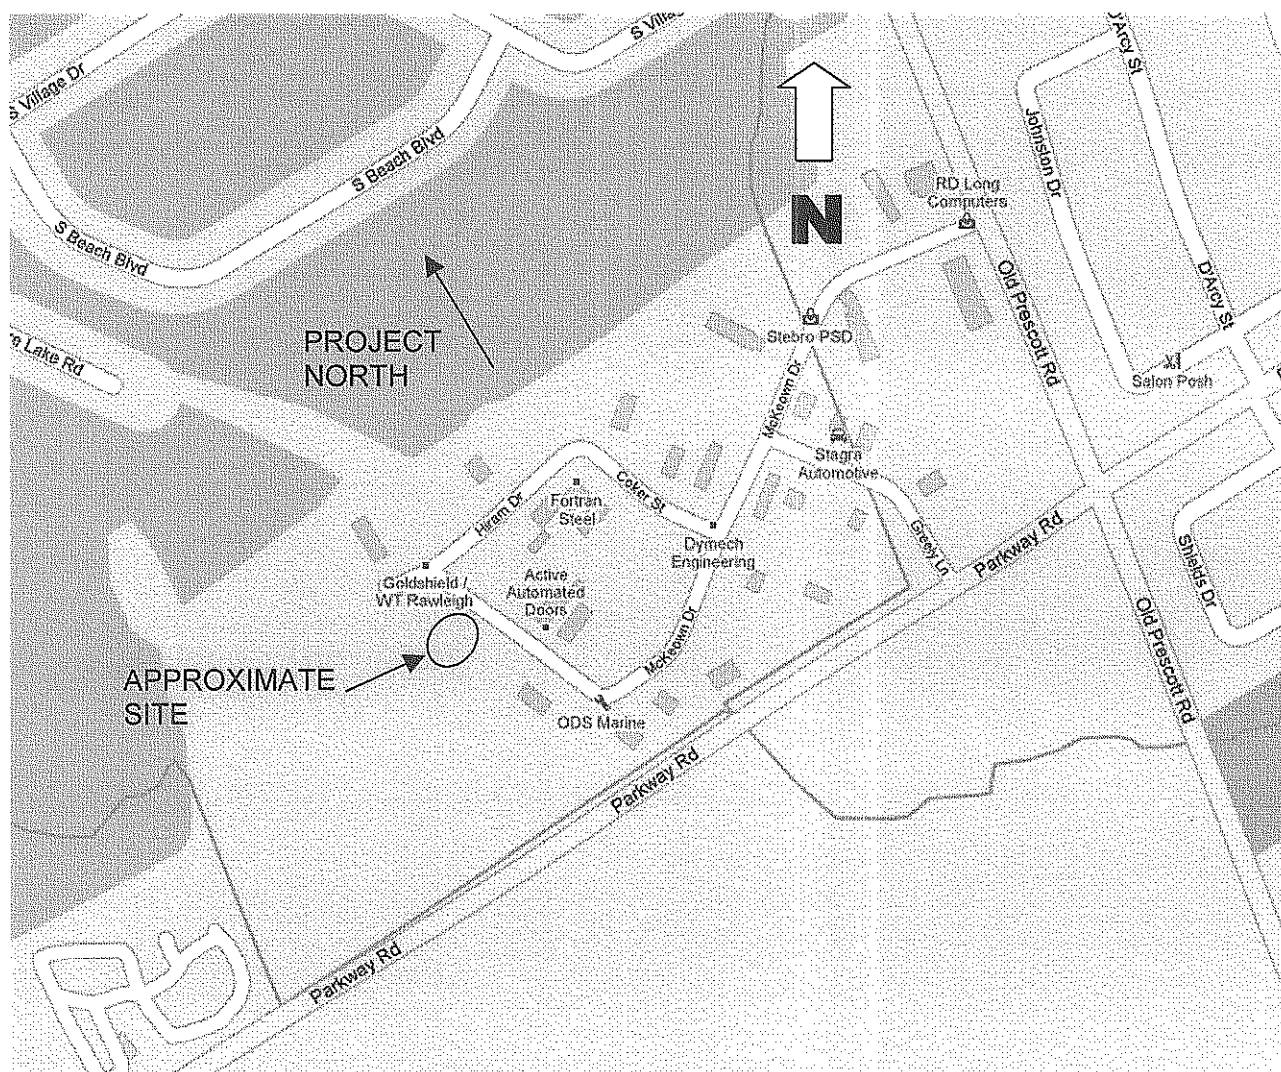 S Village Dr
S Village
D'Arcy St
S Beach Blvd
Johnston Dr
N
RD Long
Computers
S Beach Blvd
Old Prescott Rd
D'Arcy St
PROJECT
NORTH
Lake Rd
Stebro PSD
Salon Posh
McKeown Dr
Stagra
Automotive
Coker St
Fortran
Steel
Hiram Dr
Dymech
Engineering
Greely Ln
Parkway Rd
Shields Dr
Goldshield /
WT Rawleigh
Active
Automated
Doors
McKeown Dr
Old Prescott Rd
APPROXIMATE
SITE
ODS Marine
Parkway Rd
Parkway Rd